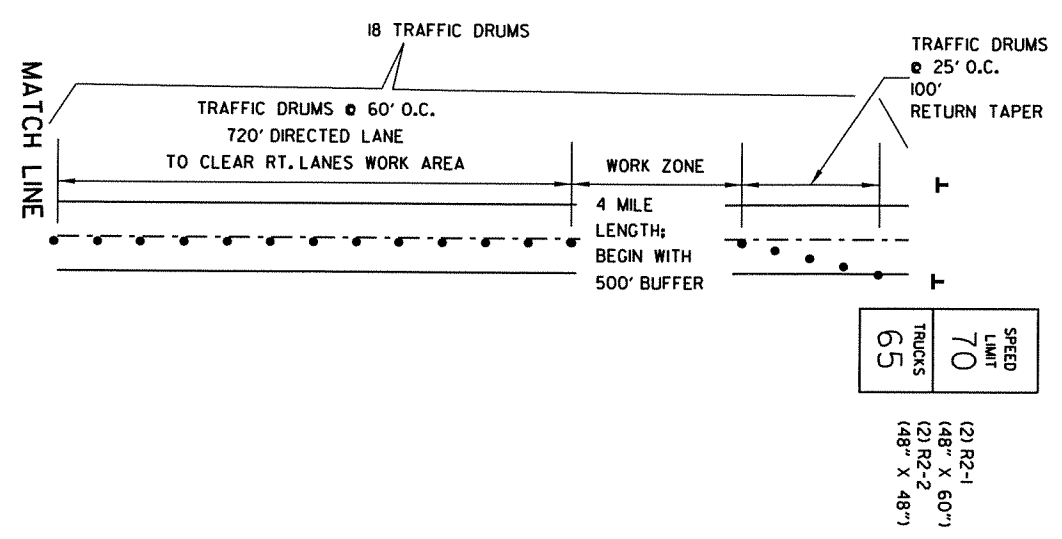 18 TRAFFIC DRUMS
TRAFFIC DRUMS
@ 25' O.C.
100'
RETURN TAPER
MATCH LINE
TRAFFIC DRUMS @ 60' O.C.
720' DIRECTED LANE
TO CLEAR RT. LANES WORK AREA
WORK ZONE
4 MILE
LENGTH;
BEGIN WITH
500' BUFFER
SPEED
LIMIT
70
TRUCKS
65
(2) R2-1
(48" X 60")
(2) R2-2
(48" X 48")